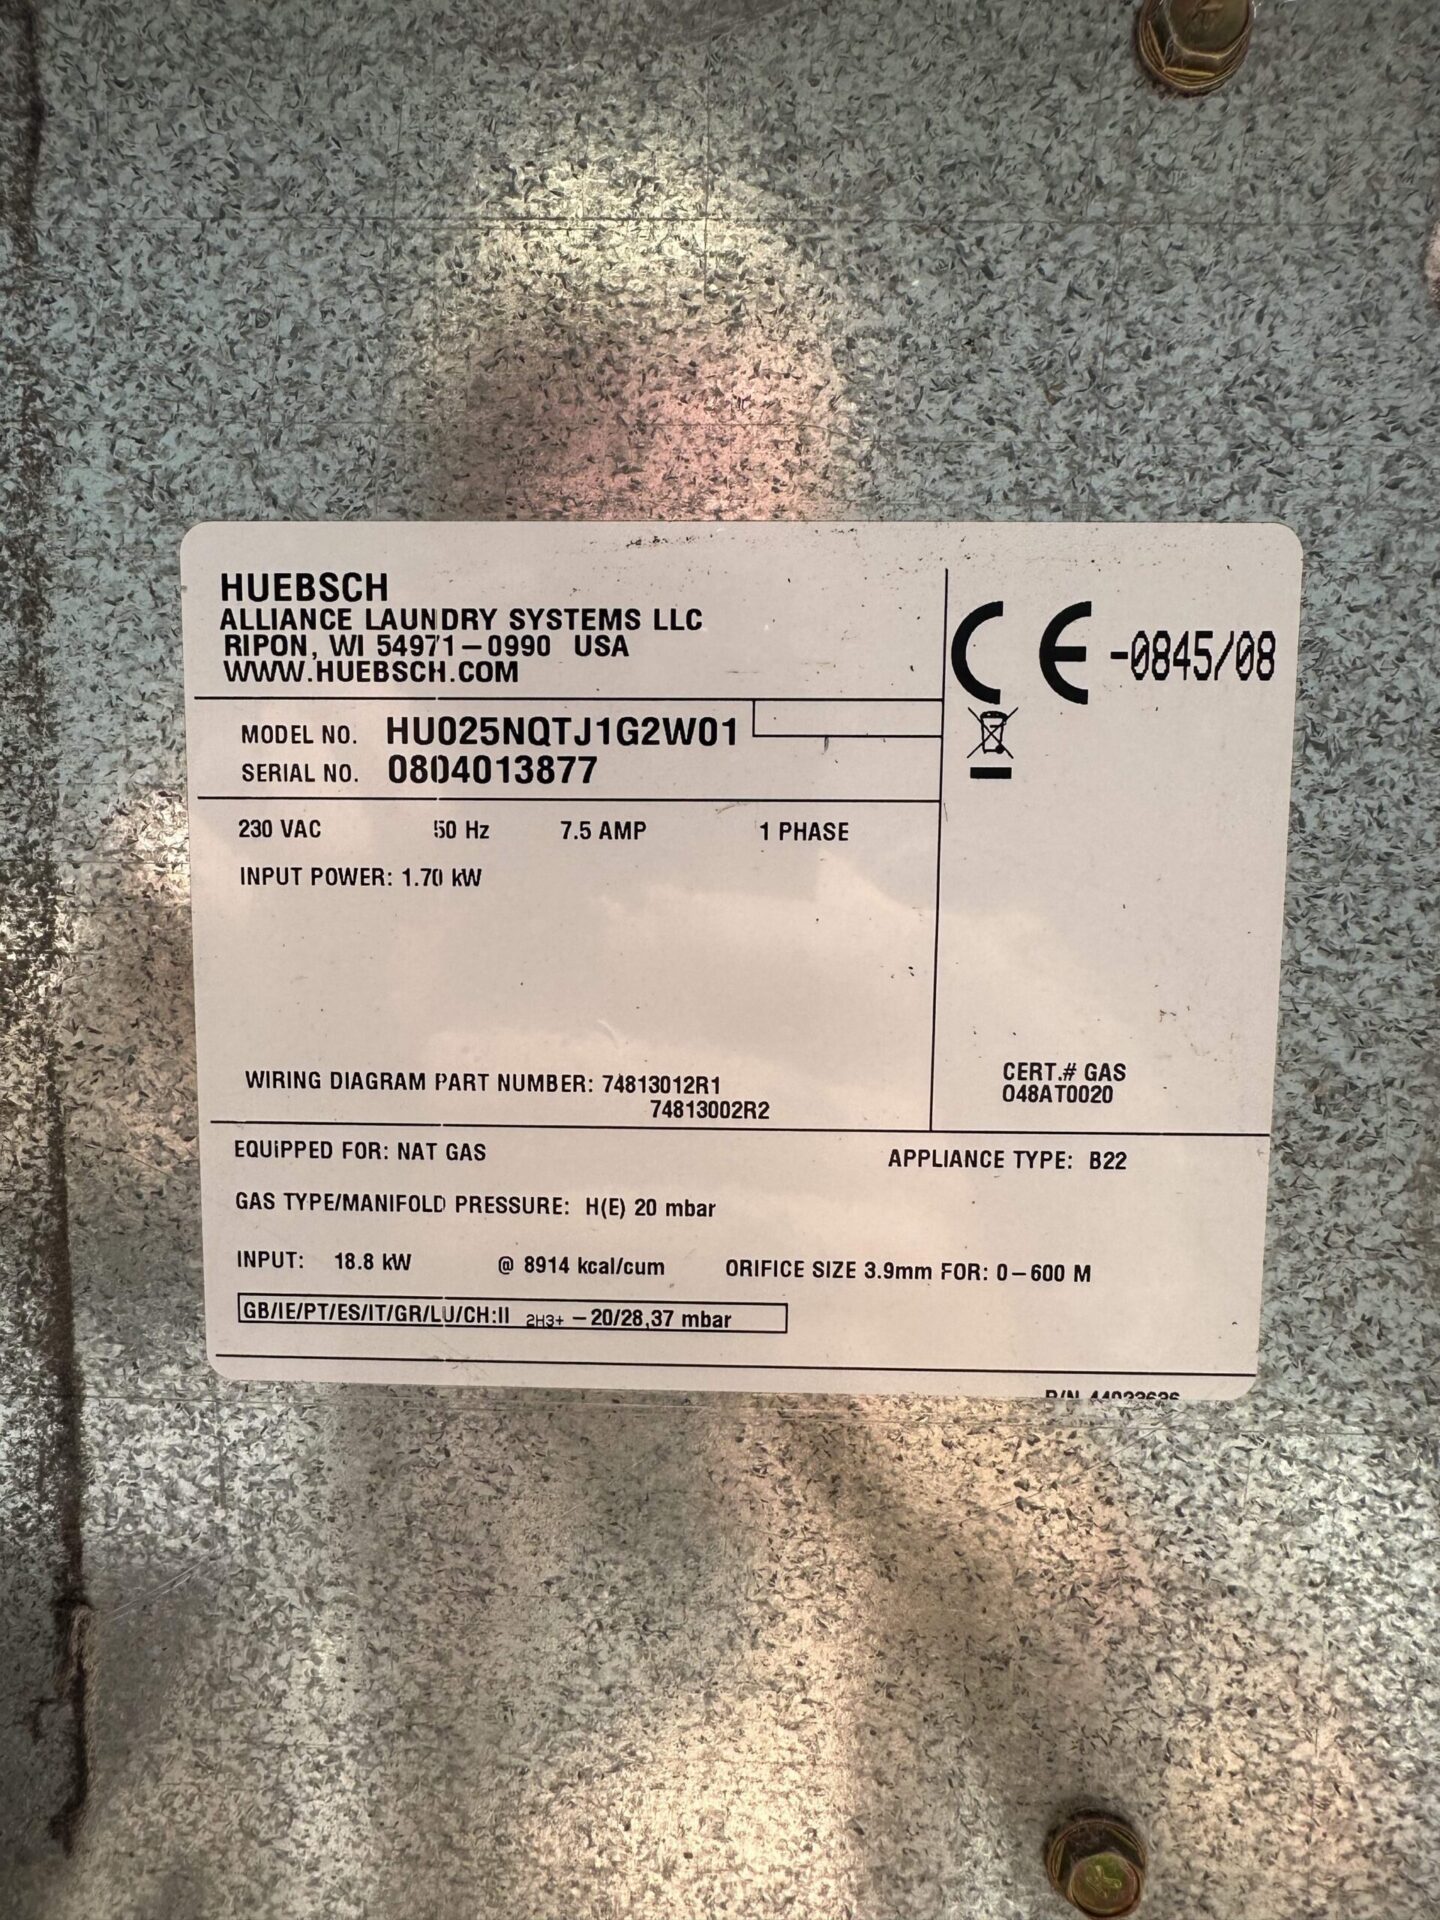 HUEBSCH
ALLIANCE LAUNDRY SYSTEMS LLC
RIPON, WI 54971-0990 USA
WWW.HUEBSCH.COM
CE -0845/08
MODEL NO. HU025NQTJ1G2W01
SERIAL NO. 0804013877
230 VAC 50 Hz 7.5 AMP 1 PHASE
INPUT POWER: 1.70 kW
WIRING DIAGRAM PART NUMBER: 74813012R1
74813002R2
CERT.# GAS
048AT0020
EQUIPPED FOR: NAT GAS
APPLIANCE TYPE: B22
GAS TYPE/MANIFOLD PRESSURE: H(E) 20 mbar
INPUT: 18.8 kW @ 8914 kcal/cum ORIFICE SIZE 3.9mm FOR: 0-600 M
GB/IE/PT/ES/IT/GR/LU/CH:II 2H3+ - 20/28,37 mbar
P/N